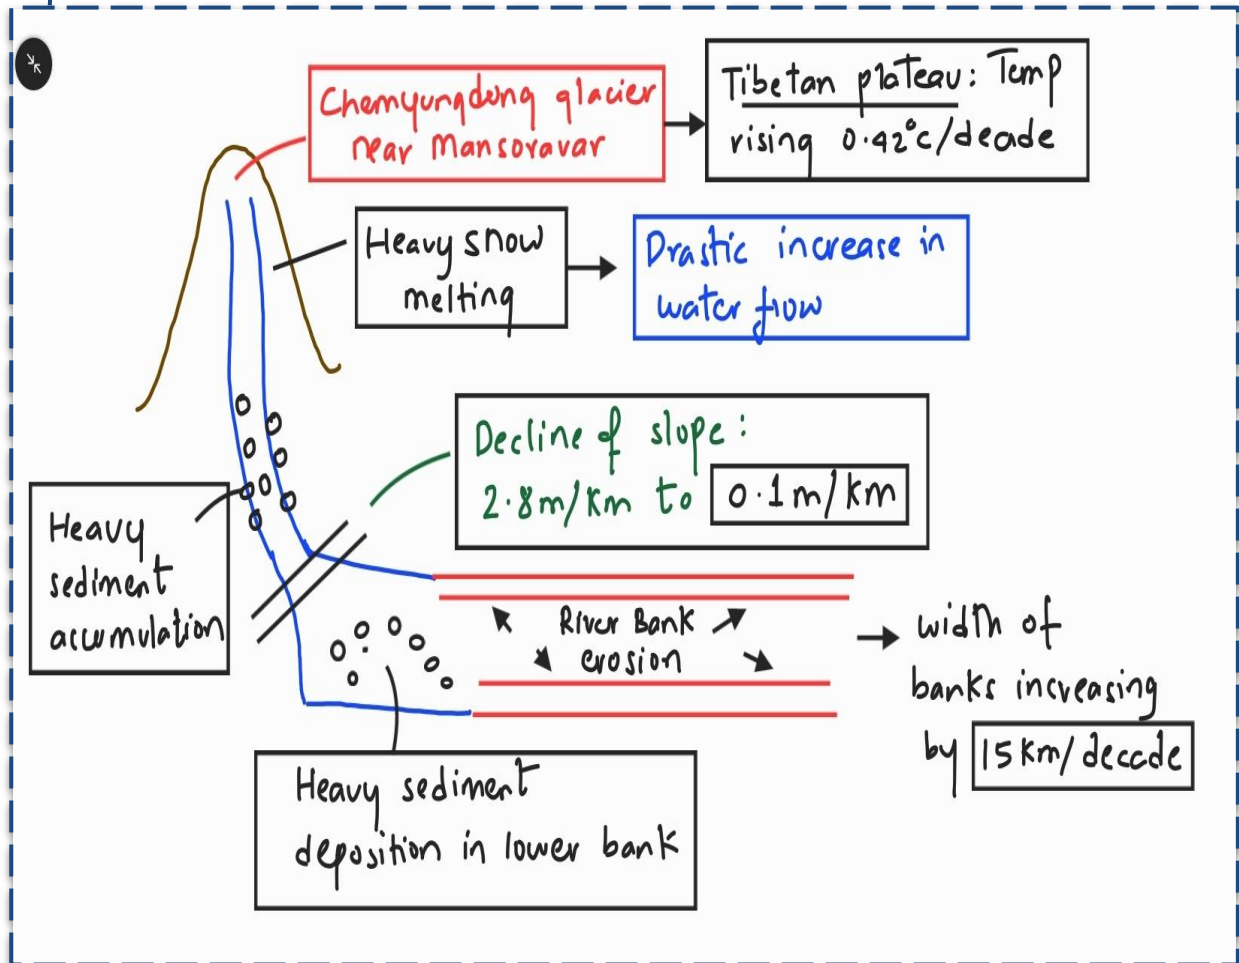 Chemyungdong glacier
near Mansoravar
Tibetan plateau: Temp
rising 0.42°c/decade
Heavy snow
melting
Drastic increase in
water flow
Decline of slope:
2.8m/km to 0.1m/km
Heavy
sediment
accumulation
River Bank
erosion
width of
banks increasing
by 15km/decade
Heavy sediment
deposition in lower bank